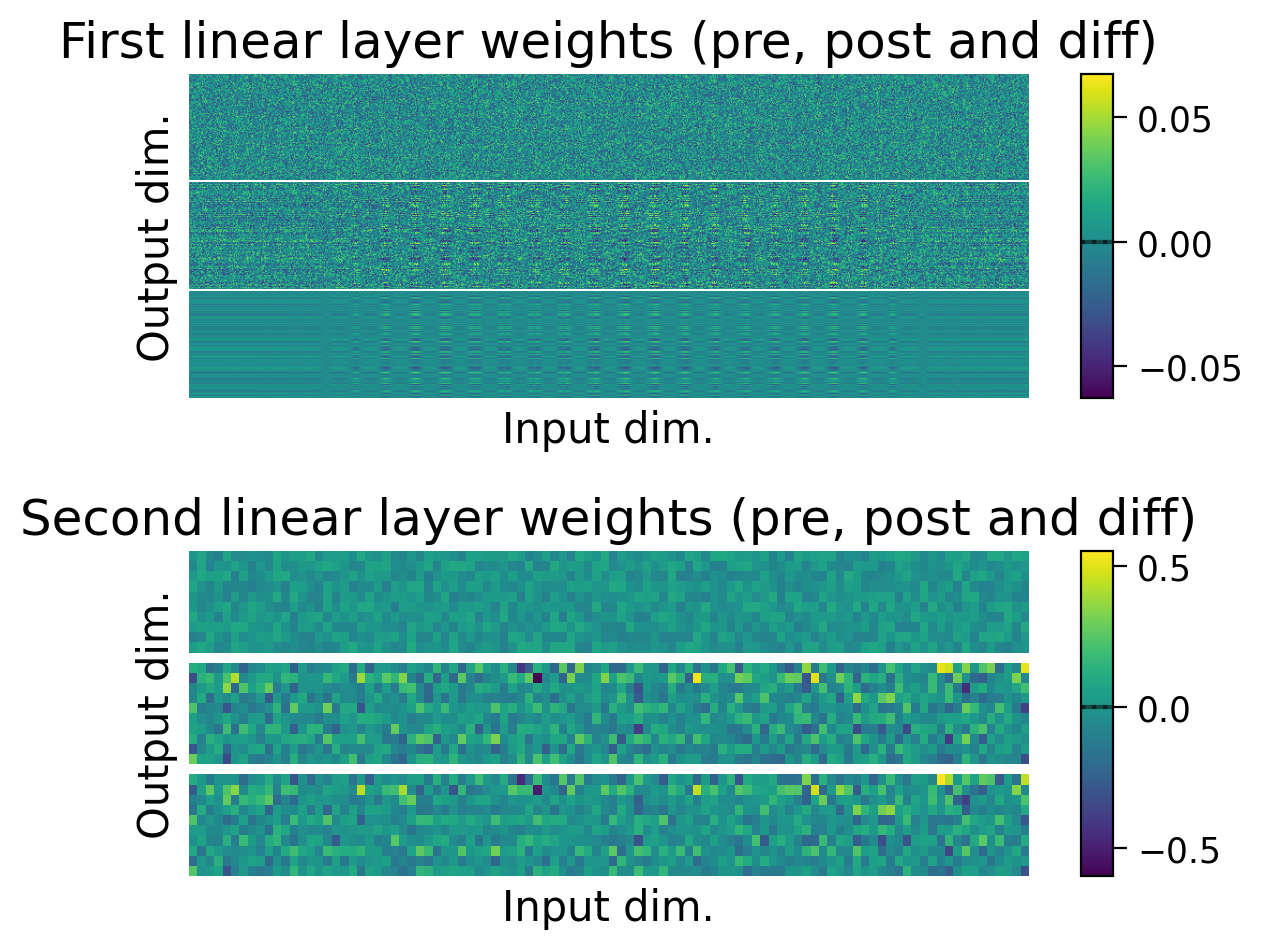 First linear layer weights (pre, post and diff)
Output dim.
0.05
0.00
−0.05
Input dim.
Second linear layer weights (pre, post and diff)
Output dim.
0.5
0.0
−0.5
Input dim.